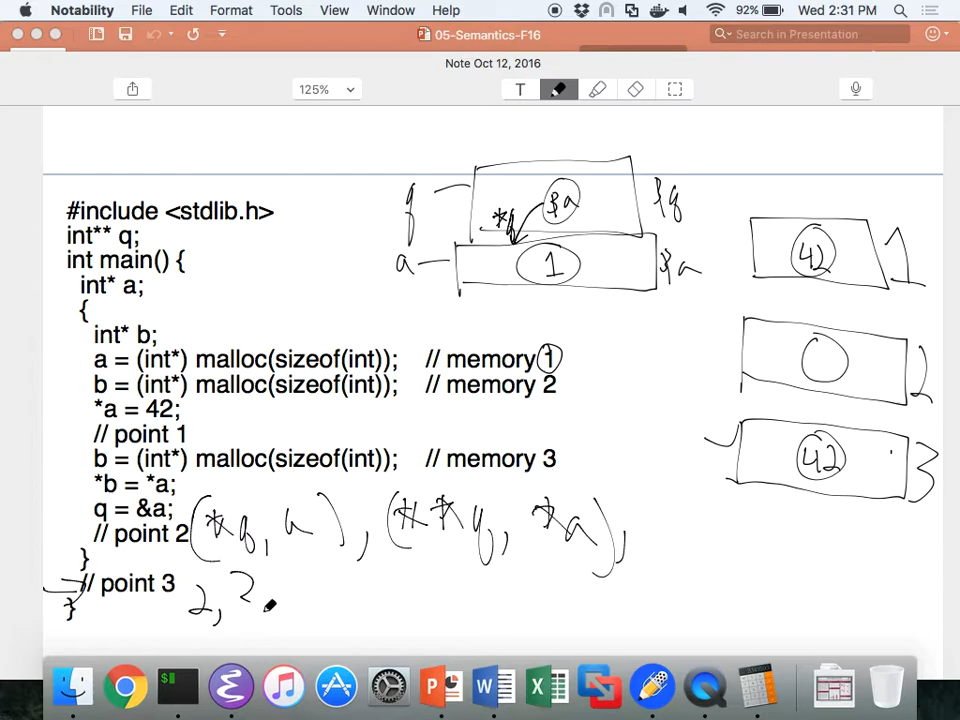 Notability File Edit Format Tools View Window Help 92% Wed 2:31 PM
05-Semantics-F16
Search in Presentation
Note Oct 12, 2016
125% T
#include <stdlib.h>
int** q;
int main() {
int* a;
{
int* b;
a = (int*) malloc(sizeof(int)); // memory 1
b = (int*) malloc(sizeof(int)); // memory 2
*a = 42;
// point 1
b = (int*) malloc(sizeof(int)); // memory 3
*b = *a;
q = &a;
// point 2 (*q, a), (**q, *a),
}
// point 3
}
2,
q &a &q
*q
a 1 &a
42 1
2
42 3
$
P W X